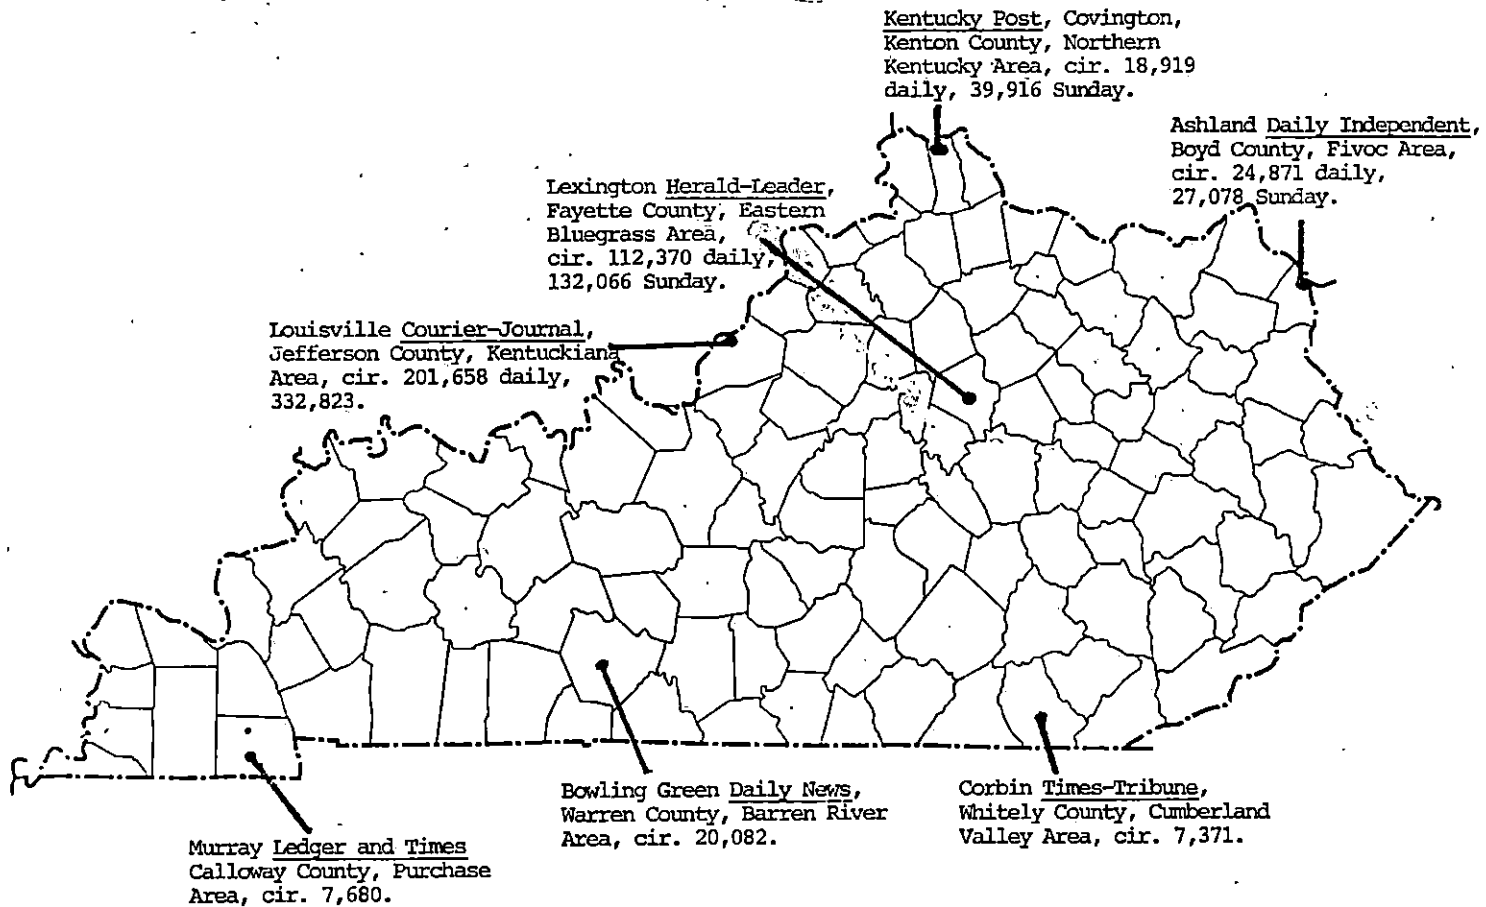 Kentucky Post, Covington,
Kenton County, Northern
Kentucky Area, cir. 18,919
daily, 39,916 Sunday.
Ashland Daily Independent,
Boyd County, Fivoc Area,
cir. 24,871 daily,
27,078 Sunday.
Lexington Herald-Leader,
Fayette County, Eastern
Bluegrass Area,
cir. 112,370 daily,
132,066 Sunday.
Louisville Courier-Journal,
Jefferson County, Kentuckiana
Area, cir. 201,658 daily,
332,823.
Bowling Green Daily News,
Warren County, Barren River
Area, cir. 20,082.
Corbin Times-Tribune,
Whitely County, Cumberland
Valley Area, cir. 7,371.
Murray Ledger and Times
Calloway County, Purchase
Area, cir. 7,680.